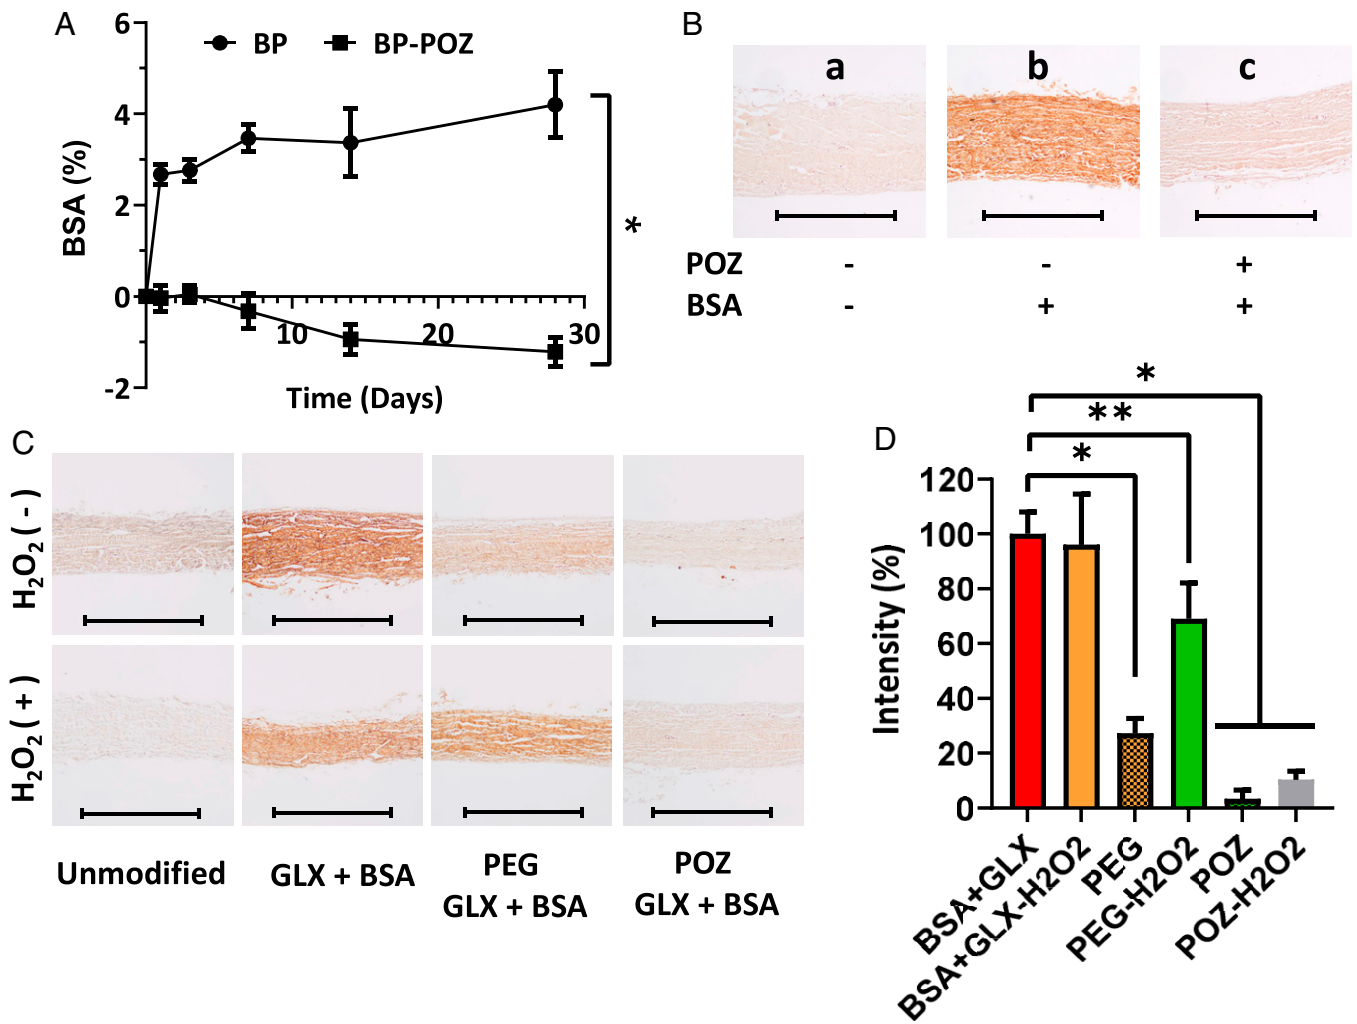 A
BP
BP-POZ
6
4
2
0
-2
10
20
30
BSA (%)
Time (Days)
*
B
a
b
c
POZ
-
-
+
BSA
-
+
+
C
H2O2 ( - )
H2O2 ( + )
Unmodified
GLX + BSA
PEG
GLX + BSA
POZ
GLX + BSA
D
*
**
*
120
100
80
60
40
20
0
Intensity (%)
BSA+GLX
BSA+GLX-H2O2
PEG
PEG-H2O2
POZ
POZ-H2O2